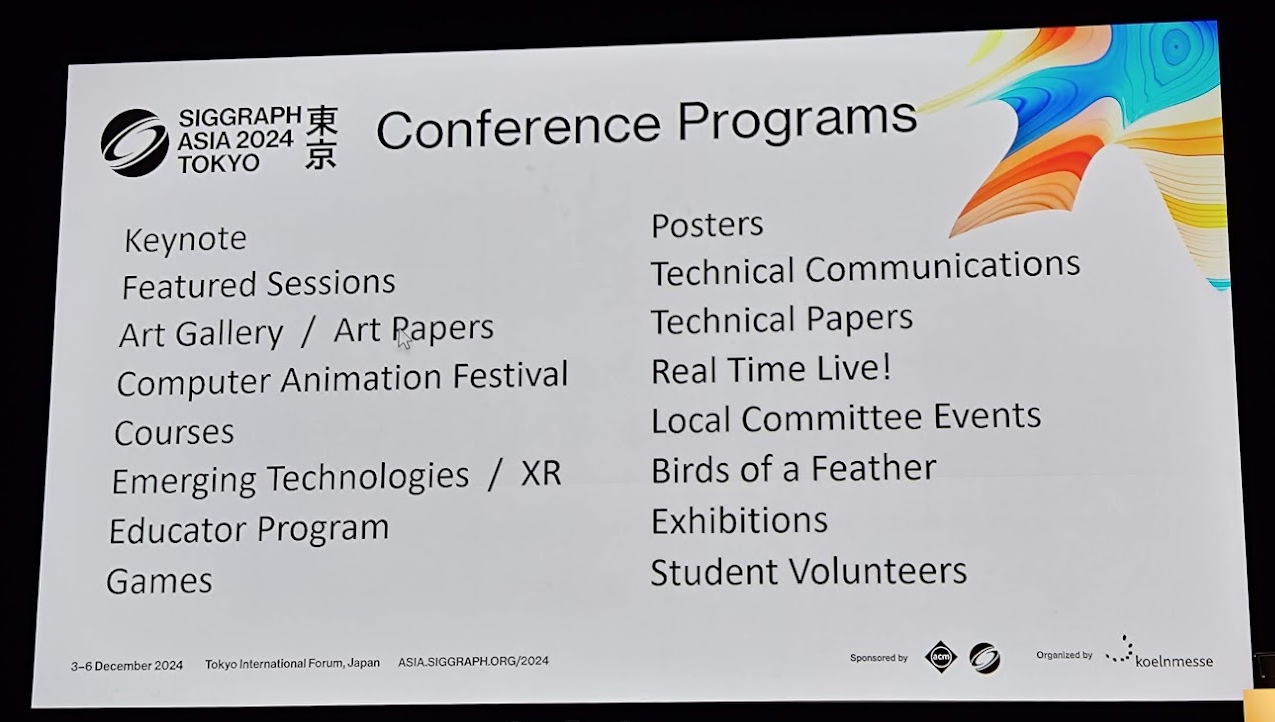 SIGGRAPH
ASIA 2024
TOKYO
東京
Conference Programs
Keynote
Featured Sessions
Art Gallery / Art Papers
Computer Animation Festival
Courses
Emerging Technologies / XR
Educator Program
Games
Posters
Technical Communications
Technical Papers
Real Time Live!
Local Committee Events
Birds of a Feather
Exhibitions
Student Volunteers
3–6 December 2024 Tokyo International Forum, Japan ASIA.SIGGRAPH.ORG/2024
Sponsored by acm Organized by koelnmesse